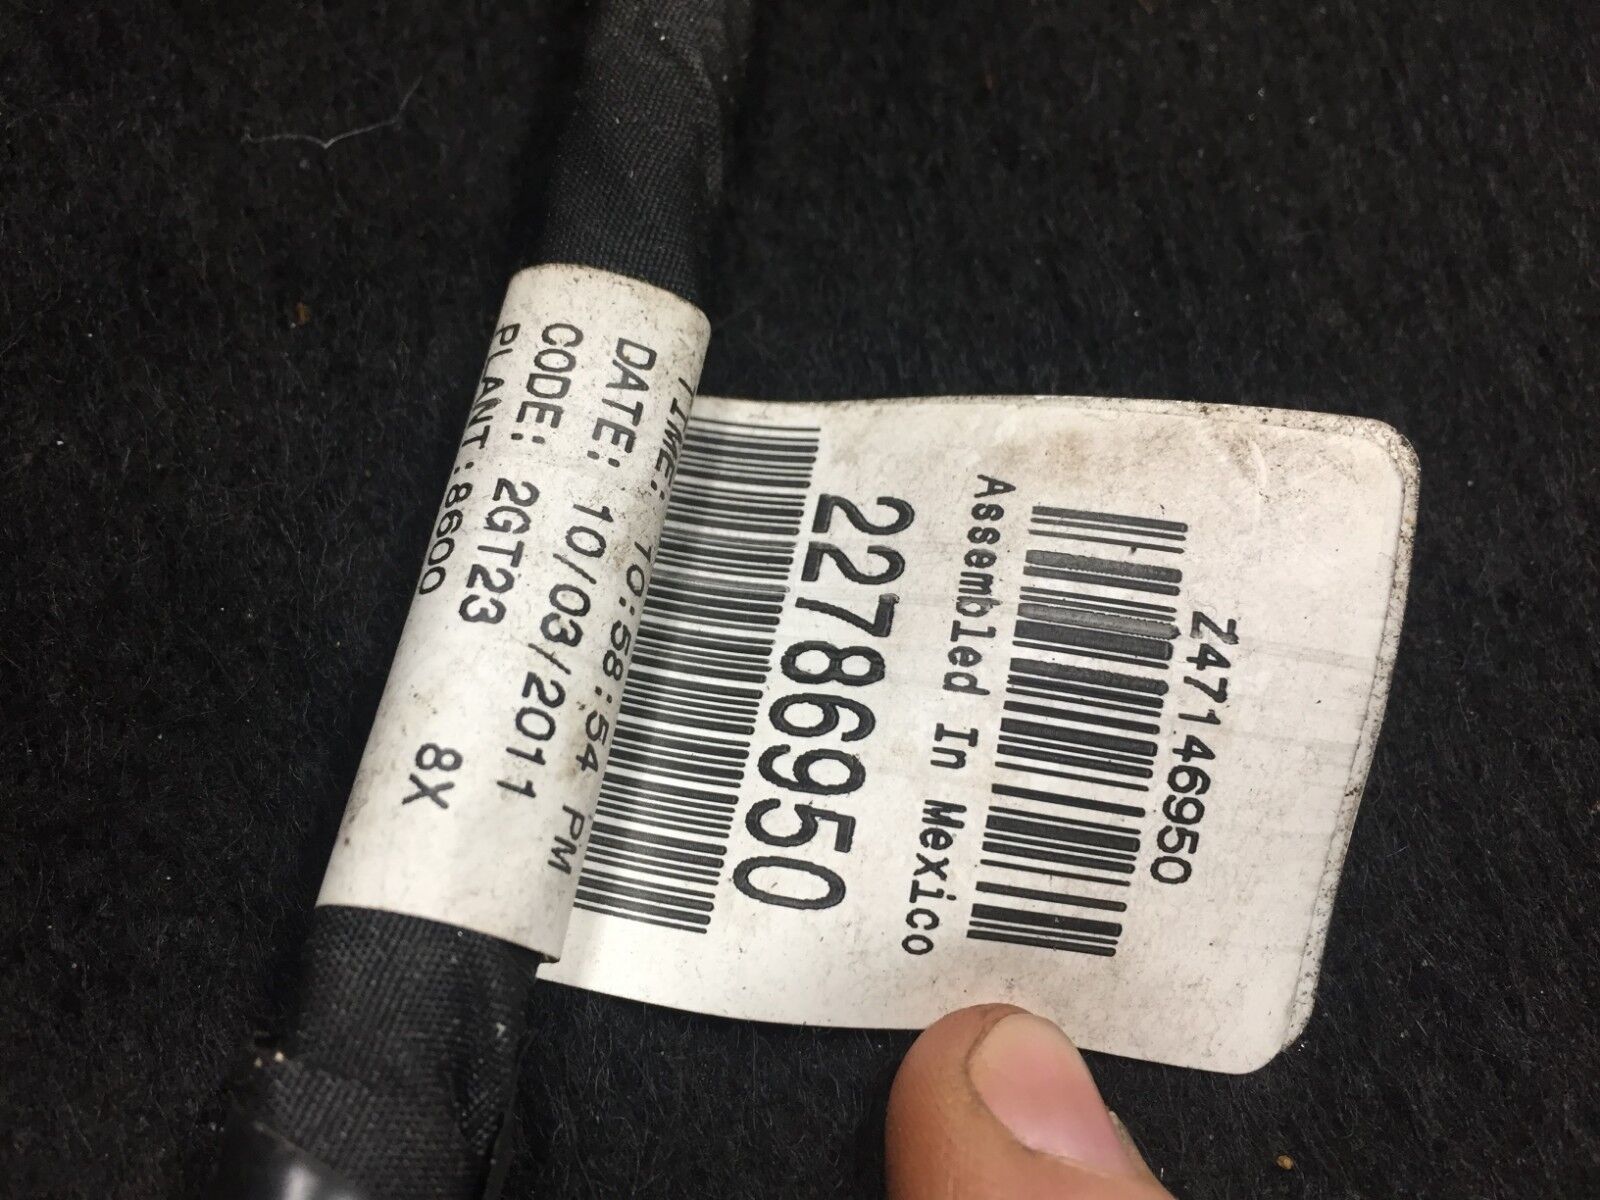 Z47146950
Assembled In Mexico
22786950
TIME: 10:58:54 PM
DATE: 10/03/2011
CODE: 2GT23
8X
PLANT:8600